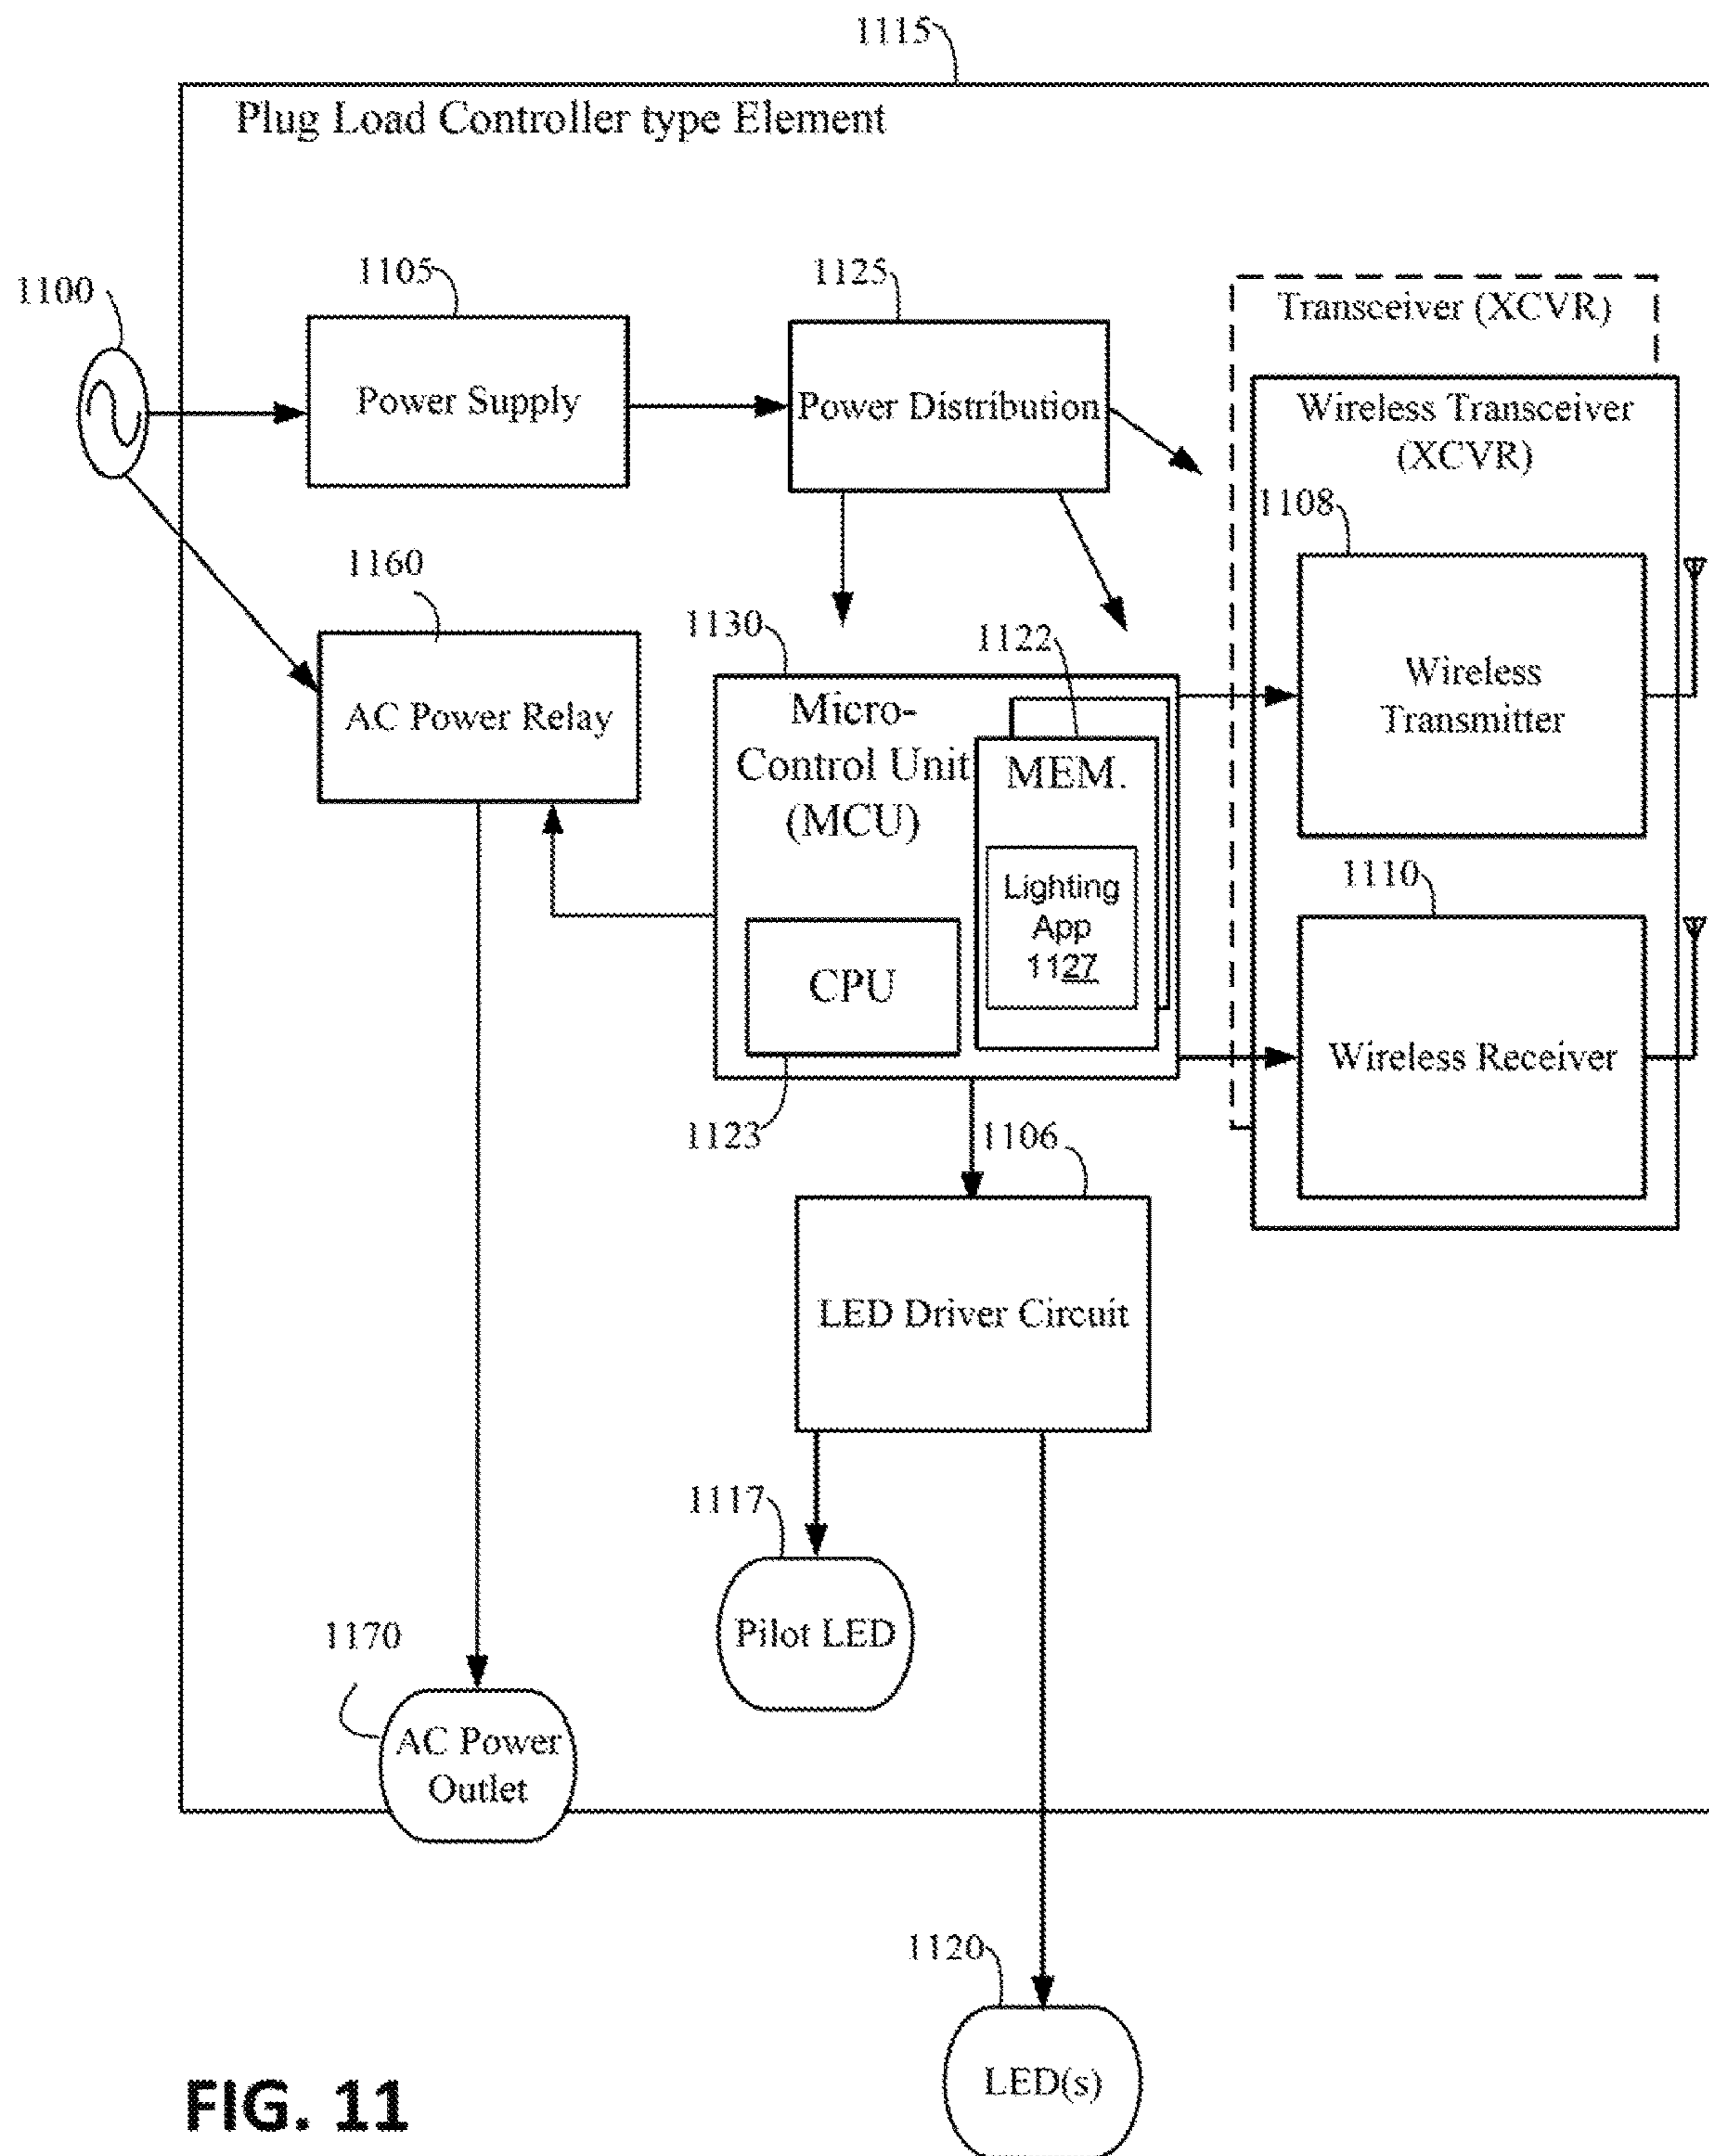 1115
Plug Load Controller type Element
1100
1105
1125
Transceiver (XCVR)
Power Supply
Power Distribution
Wireless Transceiver
(XCVR)
1108
1160
1130
1122
AC Power Relay
Micro-
Control Unit
(MCU)
MEM.
Wireless
Transmitter
Lighting
App
1127
CPU
1110
Wireless Receiver
1123
1106
LED Driver Circuit
1117
Pilot LED
1170
AC Power
Outlet
1120
LED(s)
FIG. 11